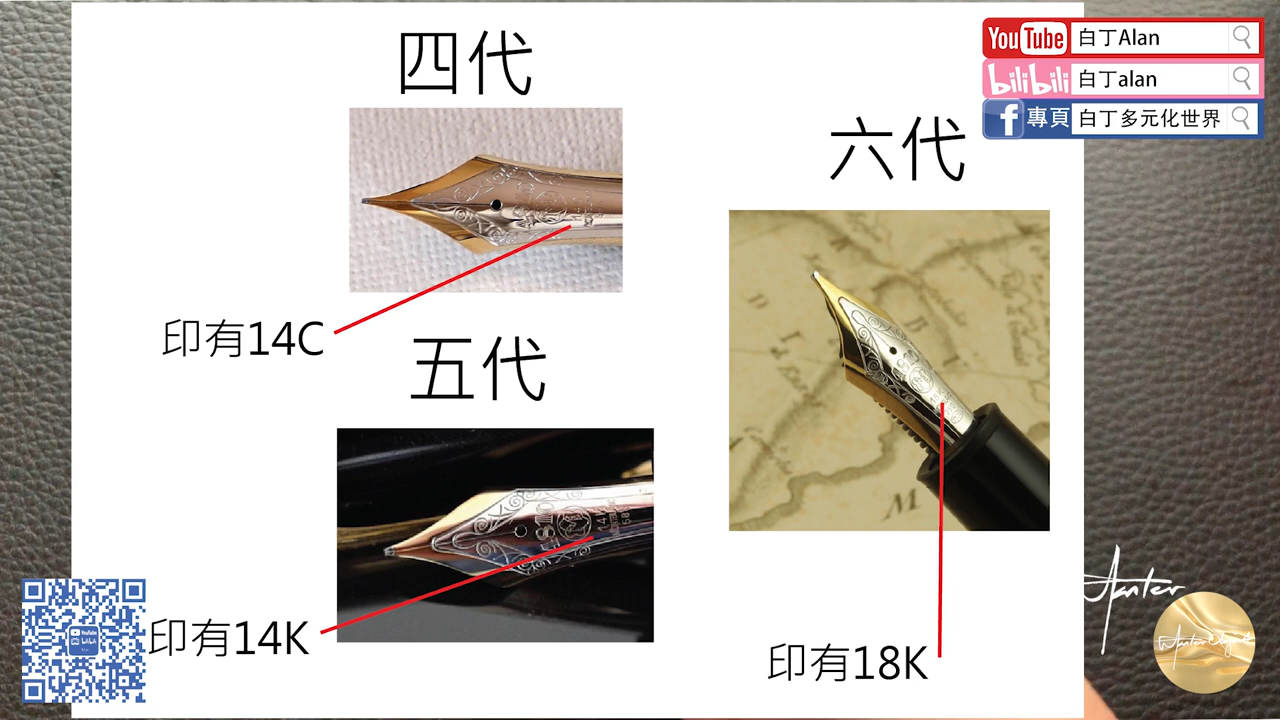 四代
印有14C
五代
印有14K
六代
印有18K
YouTube 白丁Alan
bilibili 白丁alan
f 專頁 白丁多元化世界